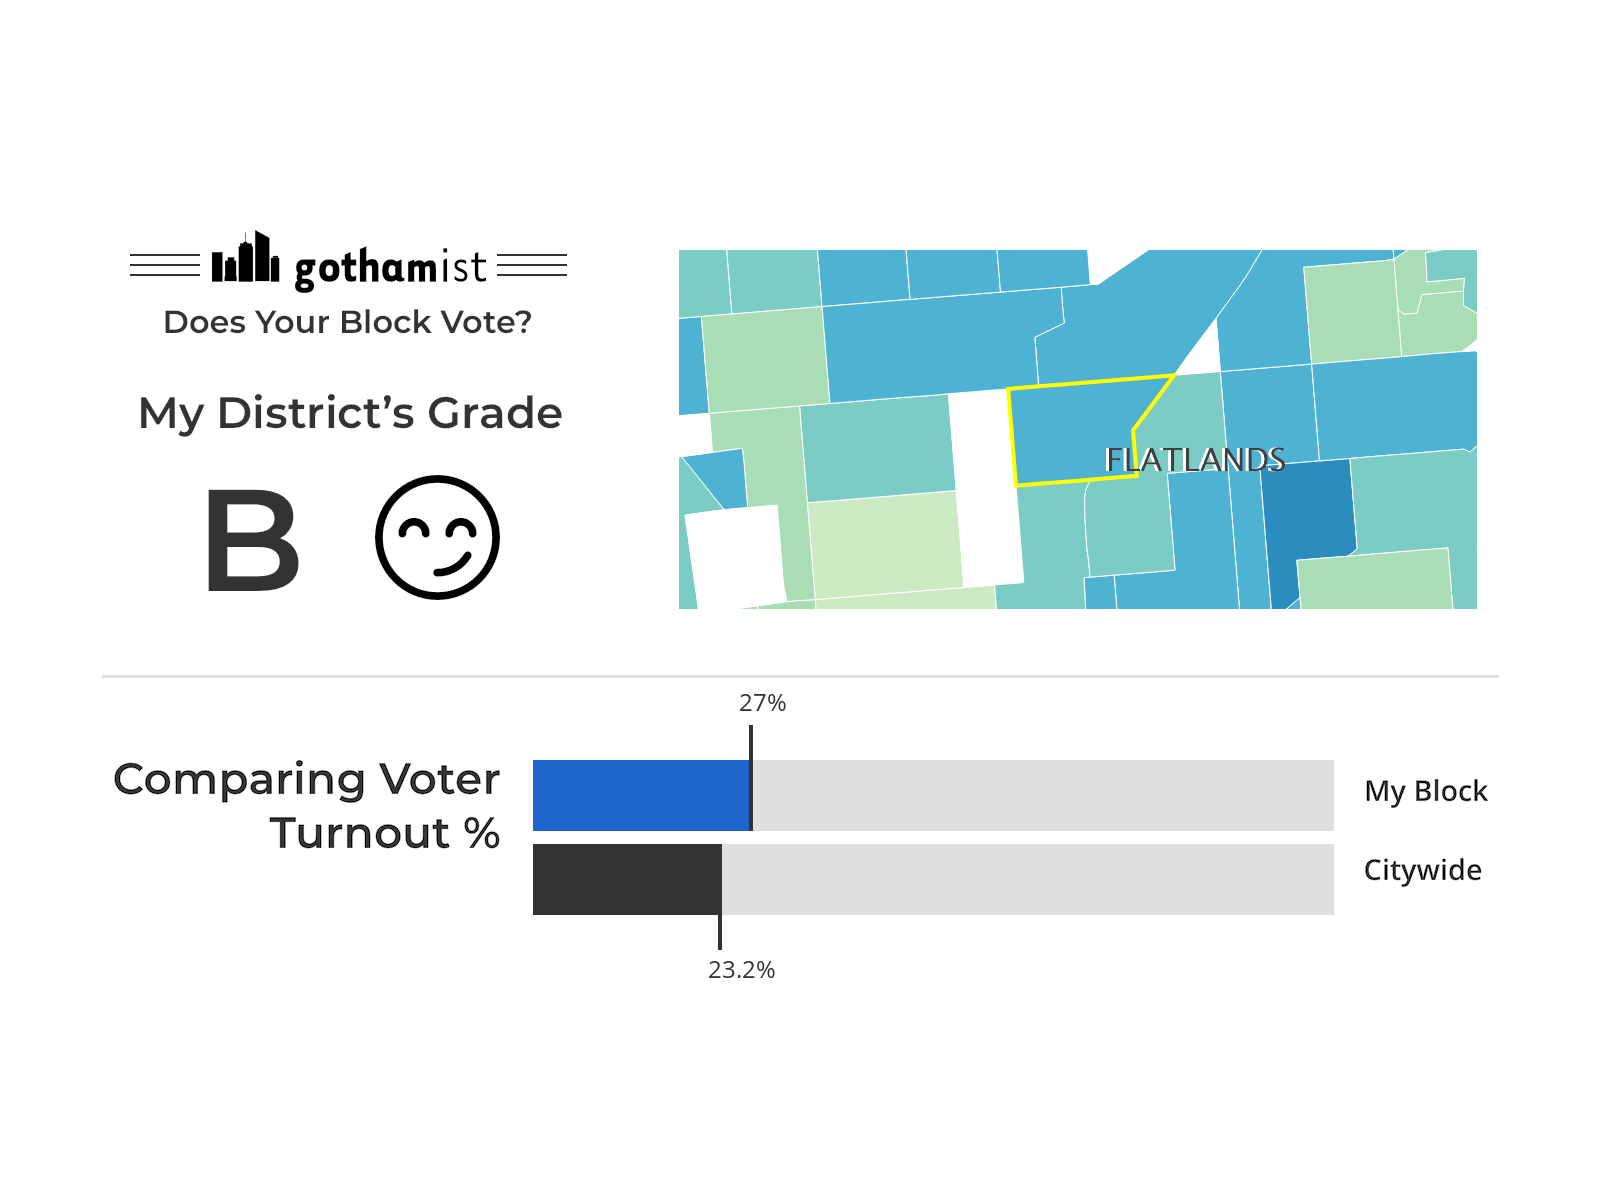 gothamist
Does Your Block Vote?
My District's Grade
B
FLATLANDS
27%
Comparing Voter
Turnout %
My Block
Citywide
23.2%